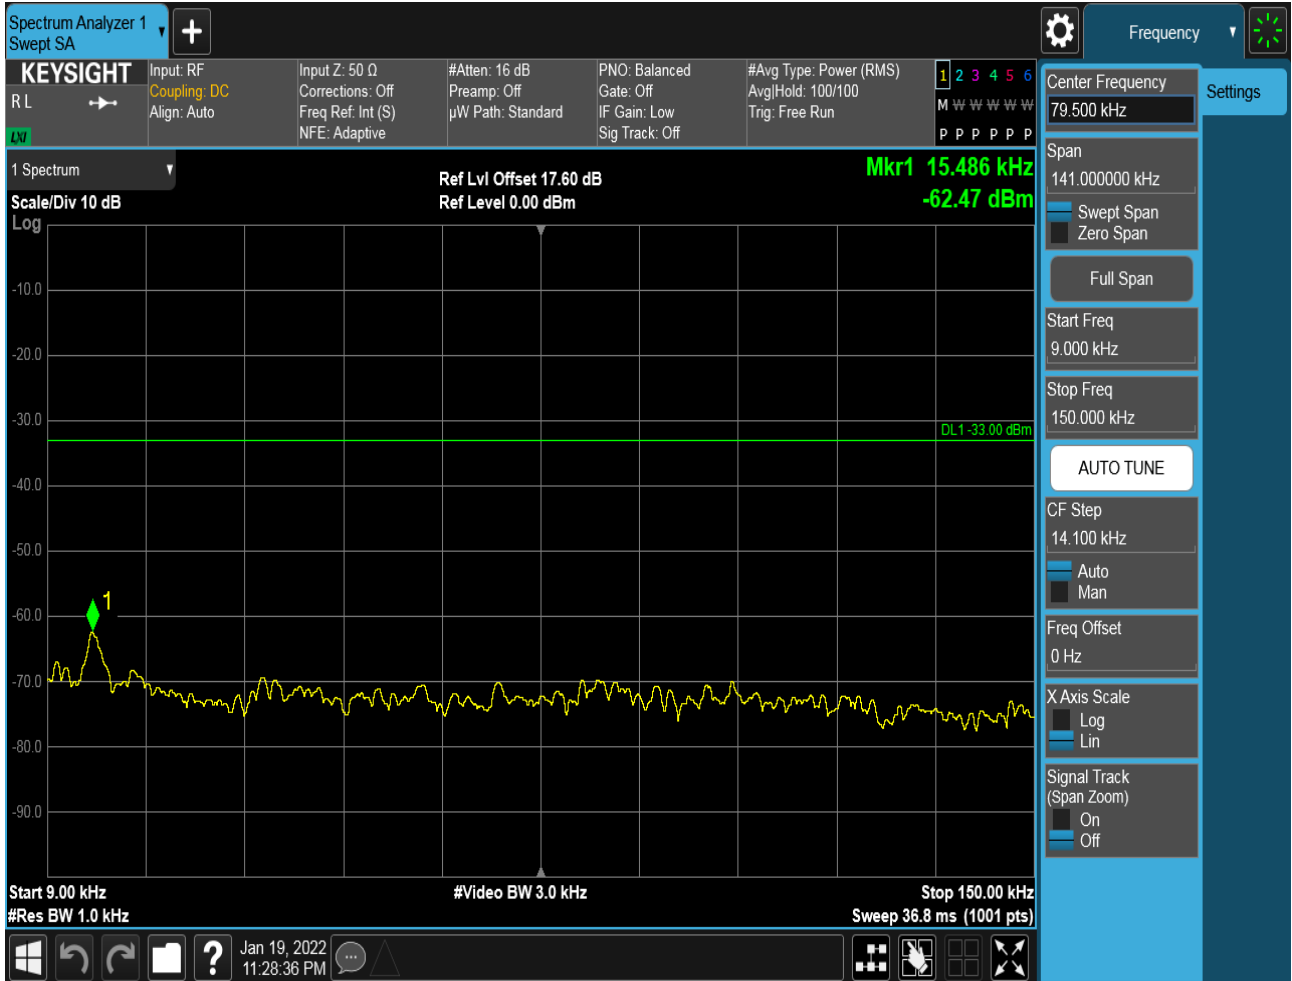 Spectrum Analyzer 1
Swept SA
+
Frequency
KEYSIGHT
R L
LXI
Input: RF
Coupling: DC
Align: Auto
Input Z: 50 Ω
Corrections: Off
Freq Ref: Int (S)
NFE: Adaptive
#Atten: 16 dB
Preamp: Off
µW Path: Standard
PNO: Balanced
Gate: Off
IF Gain: Low
Sig Track: Off
#Avg Type: Power (RMS)
Avg|Hold: 100/100
Trig: Free Run
1 2 3 4 5 6
M W W W W W
P P P P P P
1 Spectrum
Scale/Div 10 dB
Log
Ref Lvl Offset 17.60 dB
Ref Level 0.00 dBm
Mkr1 15.486 kHz
-62.47 dBm
-10.0
-20.0
-30.0
DL1 -33.00 dBm
-40.0
-50.0
1
-60.0
-70.0
-80.0
-90.0
Start 9.00 kHz
#Video BW 3.0 kHz
Stop 150.00 kHz
#Res BW 1.0 kHz
Sweep 36.8 ms (1001 pts)
?
Jan 19, 2022
11:28:36 PM
Center Frequency
79.500 kHz
Settings
Span
141.000000 kHz
Swept Span
Zero Span
Full Span
Start Freq
9.000 kHz
Stop Freq
150.000 kHz
AUTO TUNE
CF Step
14.100 kHz
Auto
Man
Freq Offset
0 Hz
X Axis Scale
Log
Lin
Signal Track
(Span Zoom)
On
Off